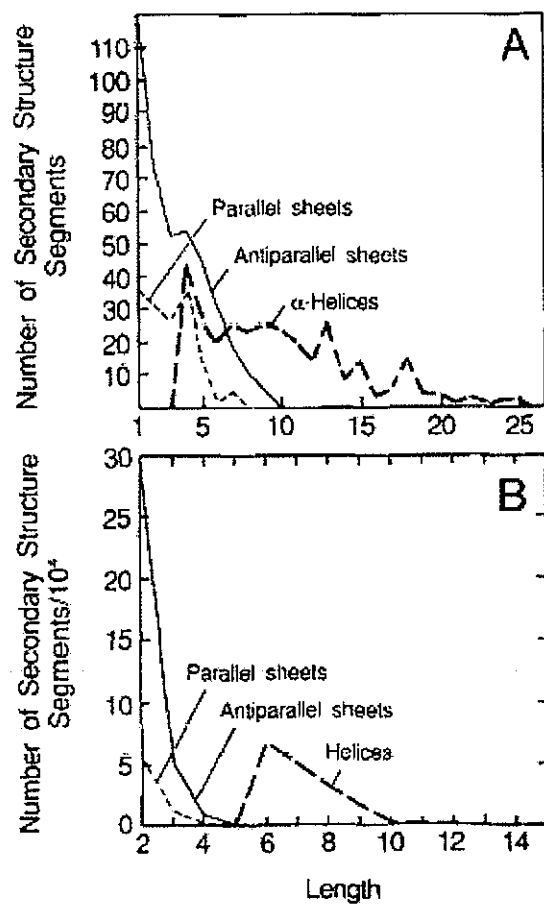 A
Number of Secondary Structure
Segments
110
100
90
80
70
60
50
40
30
20
10
Parallel sheets
Antiparallel sheets
α-Helices
1 5 10 15 20 25
B
Number of Secondary Structure
Segments/10⁴
30
25
20
15
10
5
0
Parallel sheets
Antiparallel sheets
Helices
2 4 6 8 10 12 14
Length